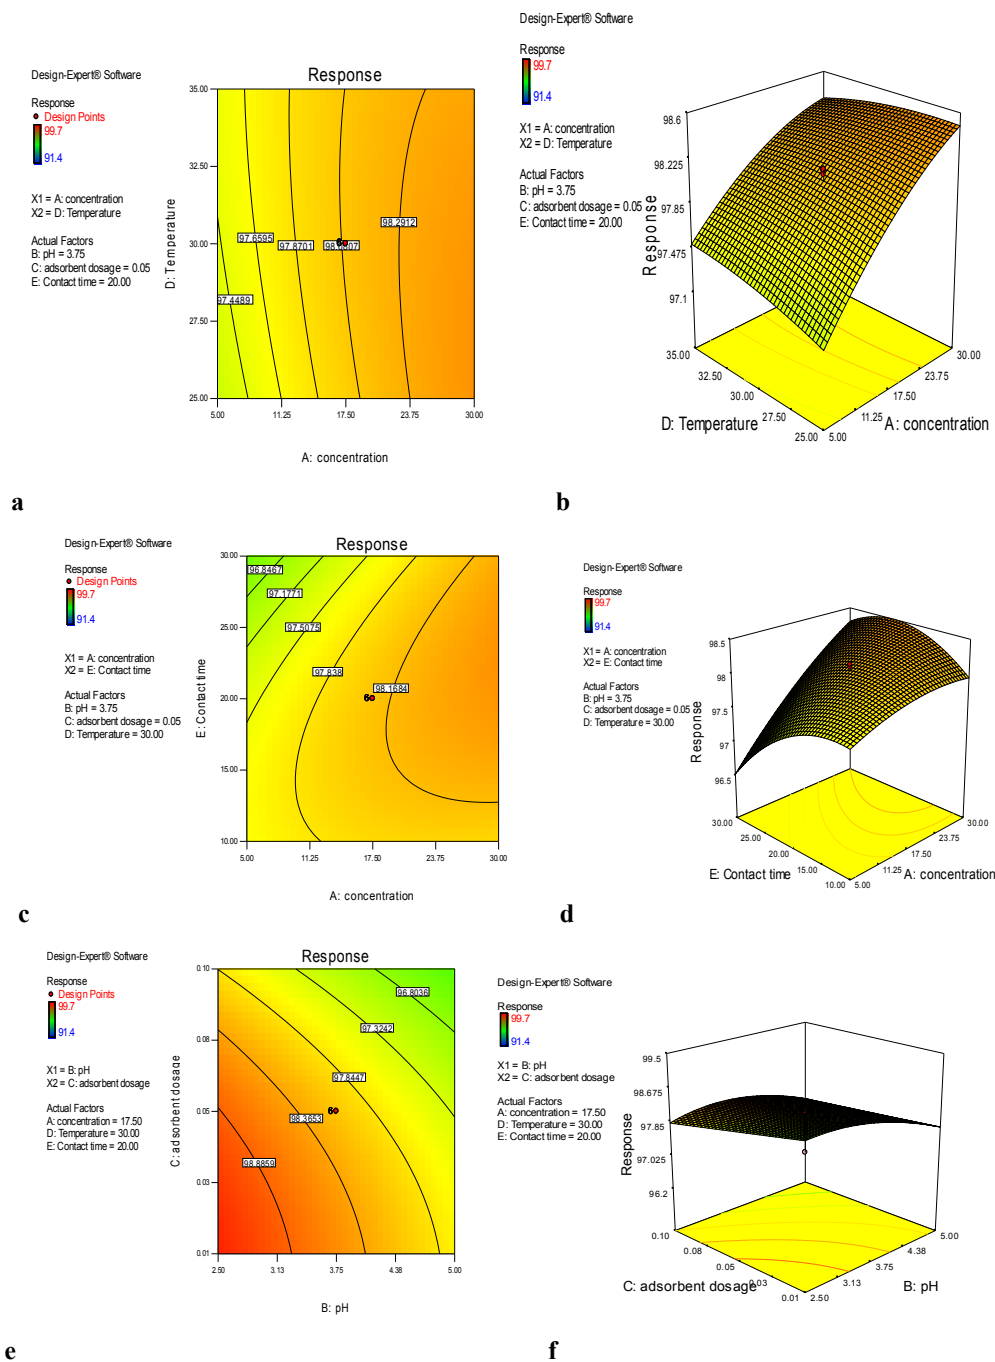 Design-Expert® Software
Response
Design Points
99.7
91.4
X1 = A: concentration
X2 = D: Temperature
Actual Factors
B: pH = 3.75
C: adsorbent dosage = 0.05
E: Contact time = 20.00
Response
35.00
32.50
30.00
27.50
25.00
D: Temperature
97.4489
97.6595
97.8701
98.2912
5.00
11.25
17.50
23.75
30.00
A: concentration
a
Design-Expert® Software
Response
99.7
91.4
X1 = A: concentration
X2 = D: Temperature
Actual Factors
B: pH = 3.75
C: adsorbent dosage = 0.05
E: Contact time = 20.00
98.6
98.225
97.85
97.475
97.1
Response
35.00
32.50
30.00
27.50
25.00
D: Temperature
5.00
11.25
17.50
23.75
30.00
A: concentration
b
Design-Expert® Software
Response
Design Points
99.7
91.4
X1 = A: concentration
X2 = E: Contact time
Actual Factors
B: pH = 3.75
C: adsorbent dosage = 0.05
D: Temperature = 30.00
Response
30.00
25.00
20.00
15.00
10.00
E: Contact time
96.8467
97.1771
97.5075
97.838
98.1684
6
5.00
11.25
17.50
23.75
30.00
A: concentration
c
Design-Expert® Software
Response
99.7
91.4
X1 = A: concentration
X2 = E: Contact time
Actual Factors
B: pH = 3.75
C: adsorbent dosage = 0.05
D: Temperature = 30.00
98.5
98
97.5
97
96.5
Response
30.00
25.00
20.00
15.00
10.00
E: Contact time
5.00
11.25
17.50
23.75
30.00
A: concentration
d
Design-Expert® Software
Response
Design Points
99.7
91.4
X1 = B: pH
X2 = C: adsorbent dosage
Actual Factors
A: concentration = 17.50
D: Temperature = 30.00
E: Contact time = 20.00
Response
0.10
0.08
0.05
0.03
0.01
C: adsorbent dosage
96.8036
97.3242
97.8447
98.3653
98.8859
6
2.50
3.13
3.75
4.38
5.00
B: pH
e
Design-Expert® Software
Response
99.7
91.4
X1 = B: pH
X2 = C: adsorbent dosage
Actual Factors
A: concentration = 17.50
D: Temperature = 30.00
E: Contact time = 20.00
99.5
98.675
97.85
97.025
96.2
Response
0.10
0.08
0.05
0.03
0.01
C: adsorbent dosage
2.50
3.13
3.75
4.38
5.00
B: pH
f